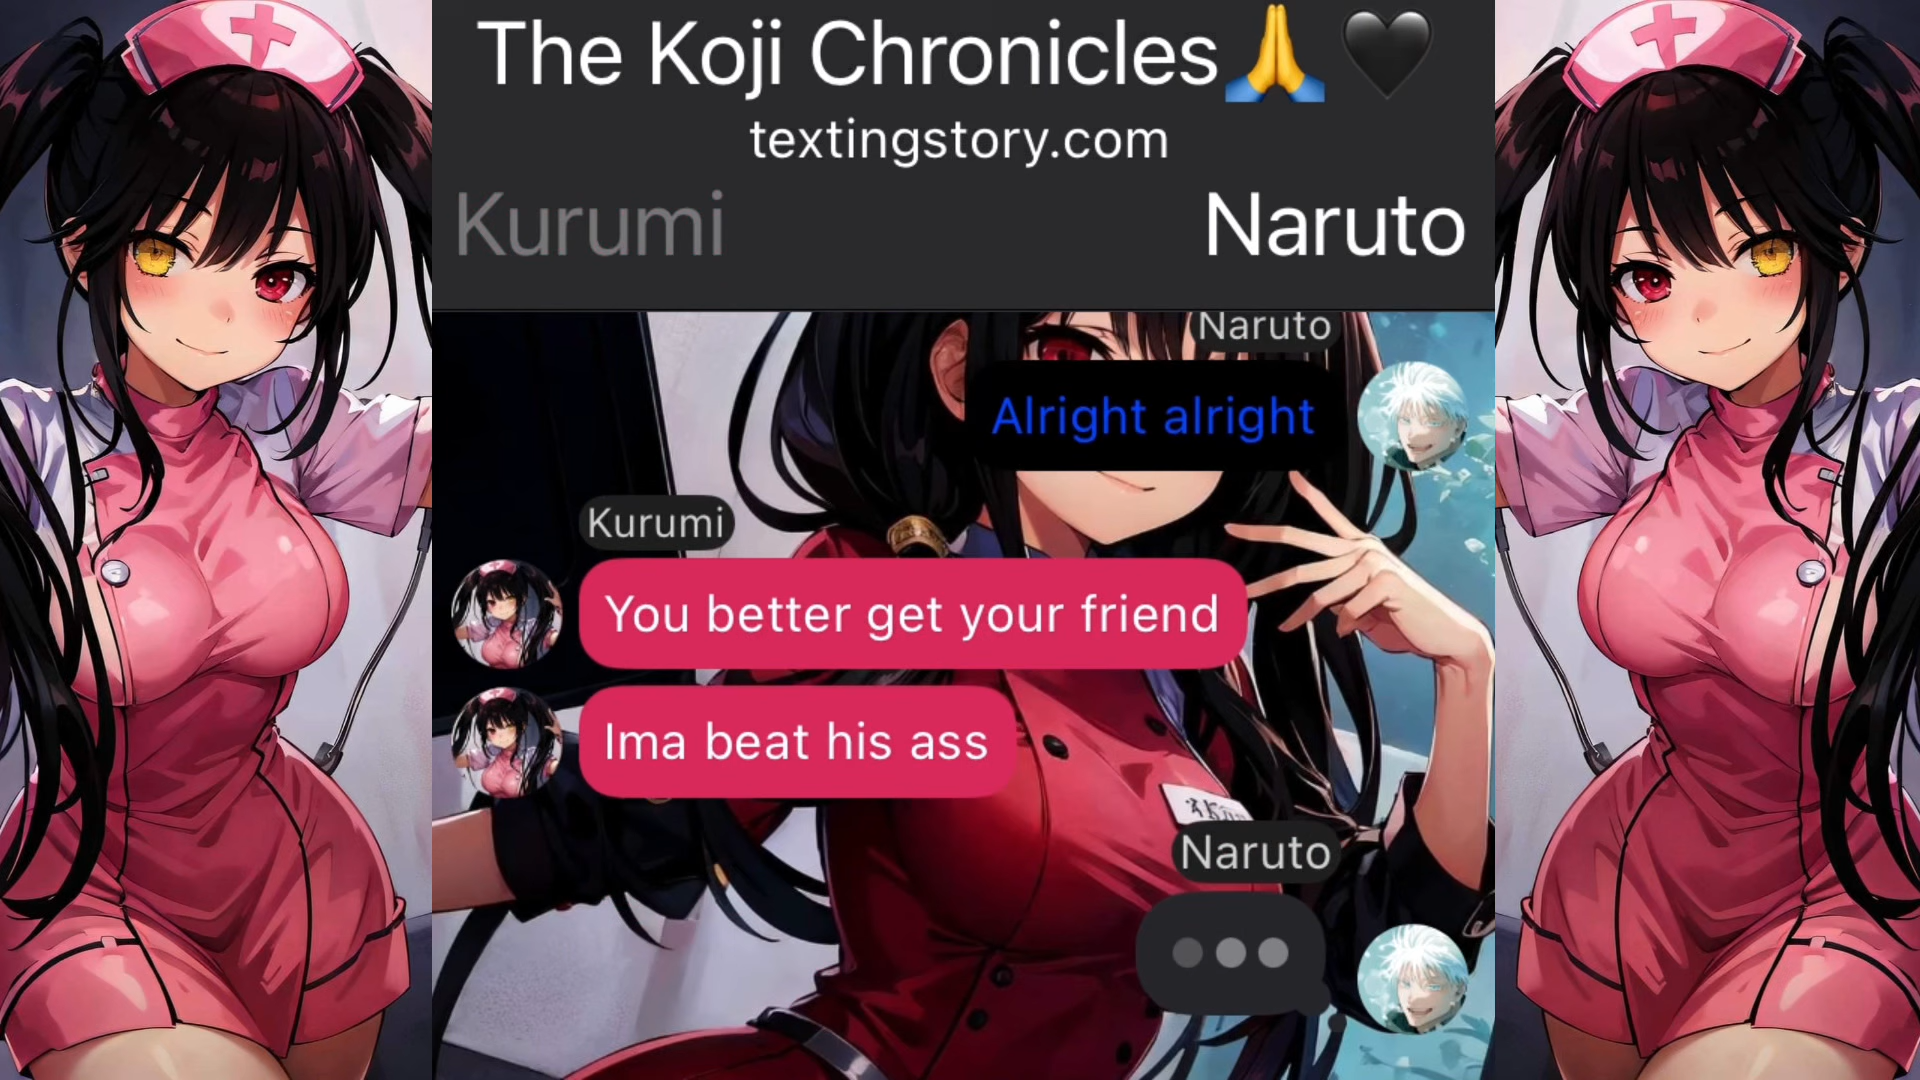 The Koji Chronicles🙏🖤
textingstory.com
Kurumi
Naruto
Naruto
Alright alright
Kurumi
You better get your friend
Ima beat his ass
Naruto